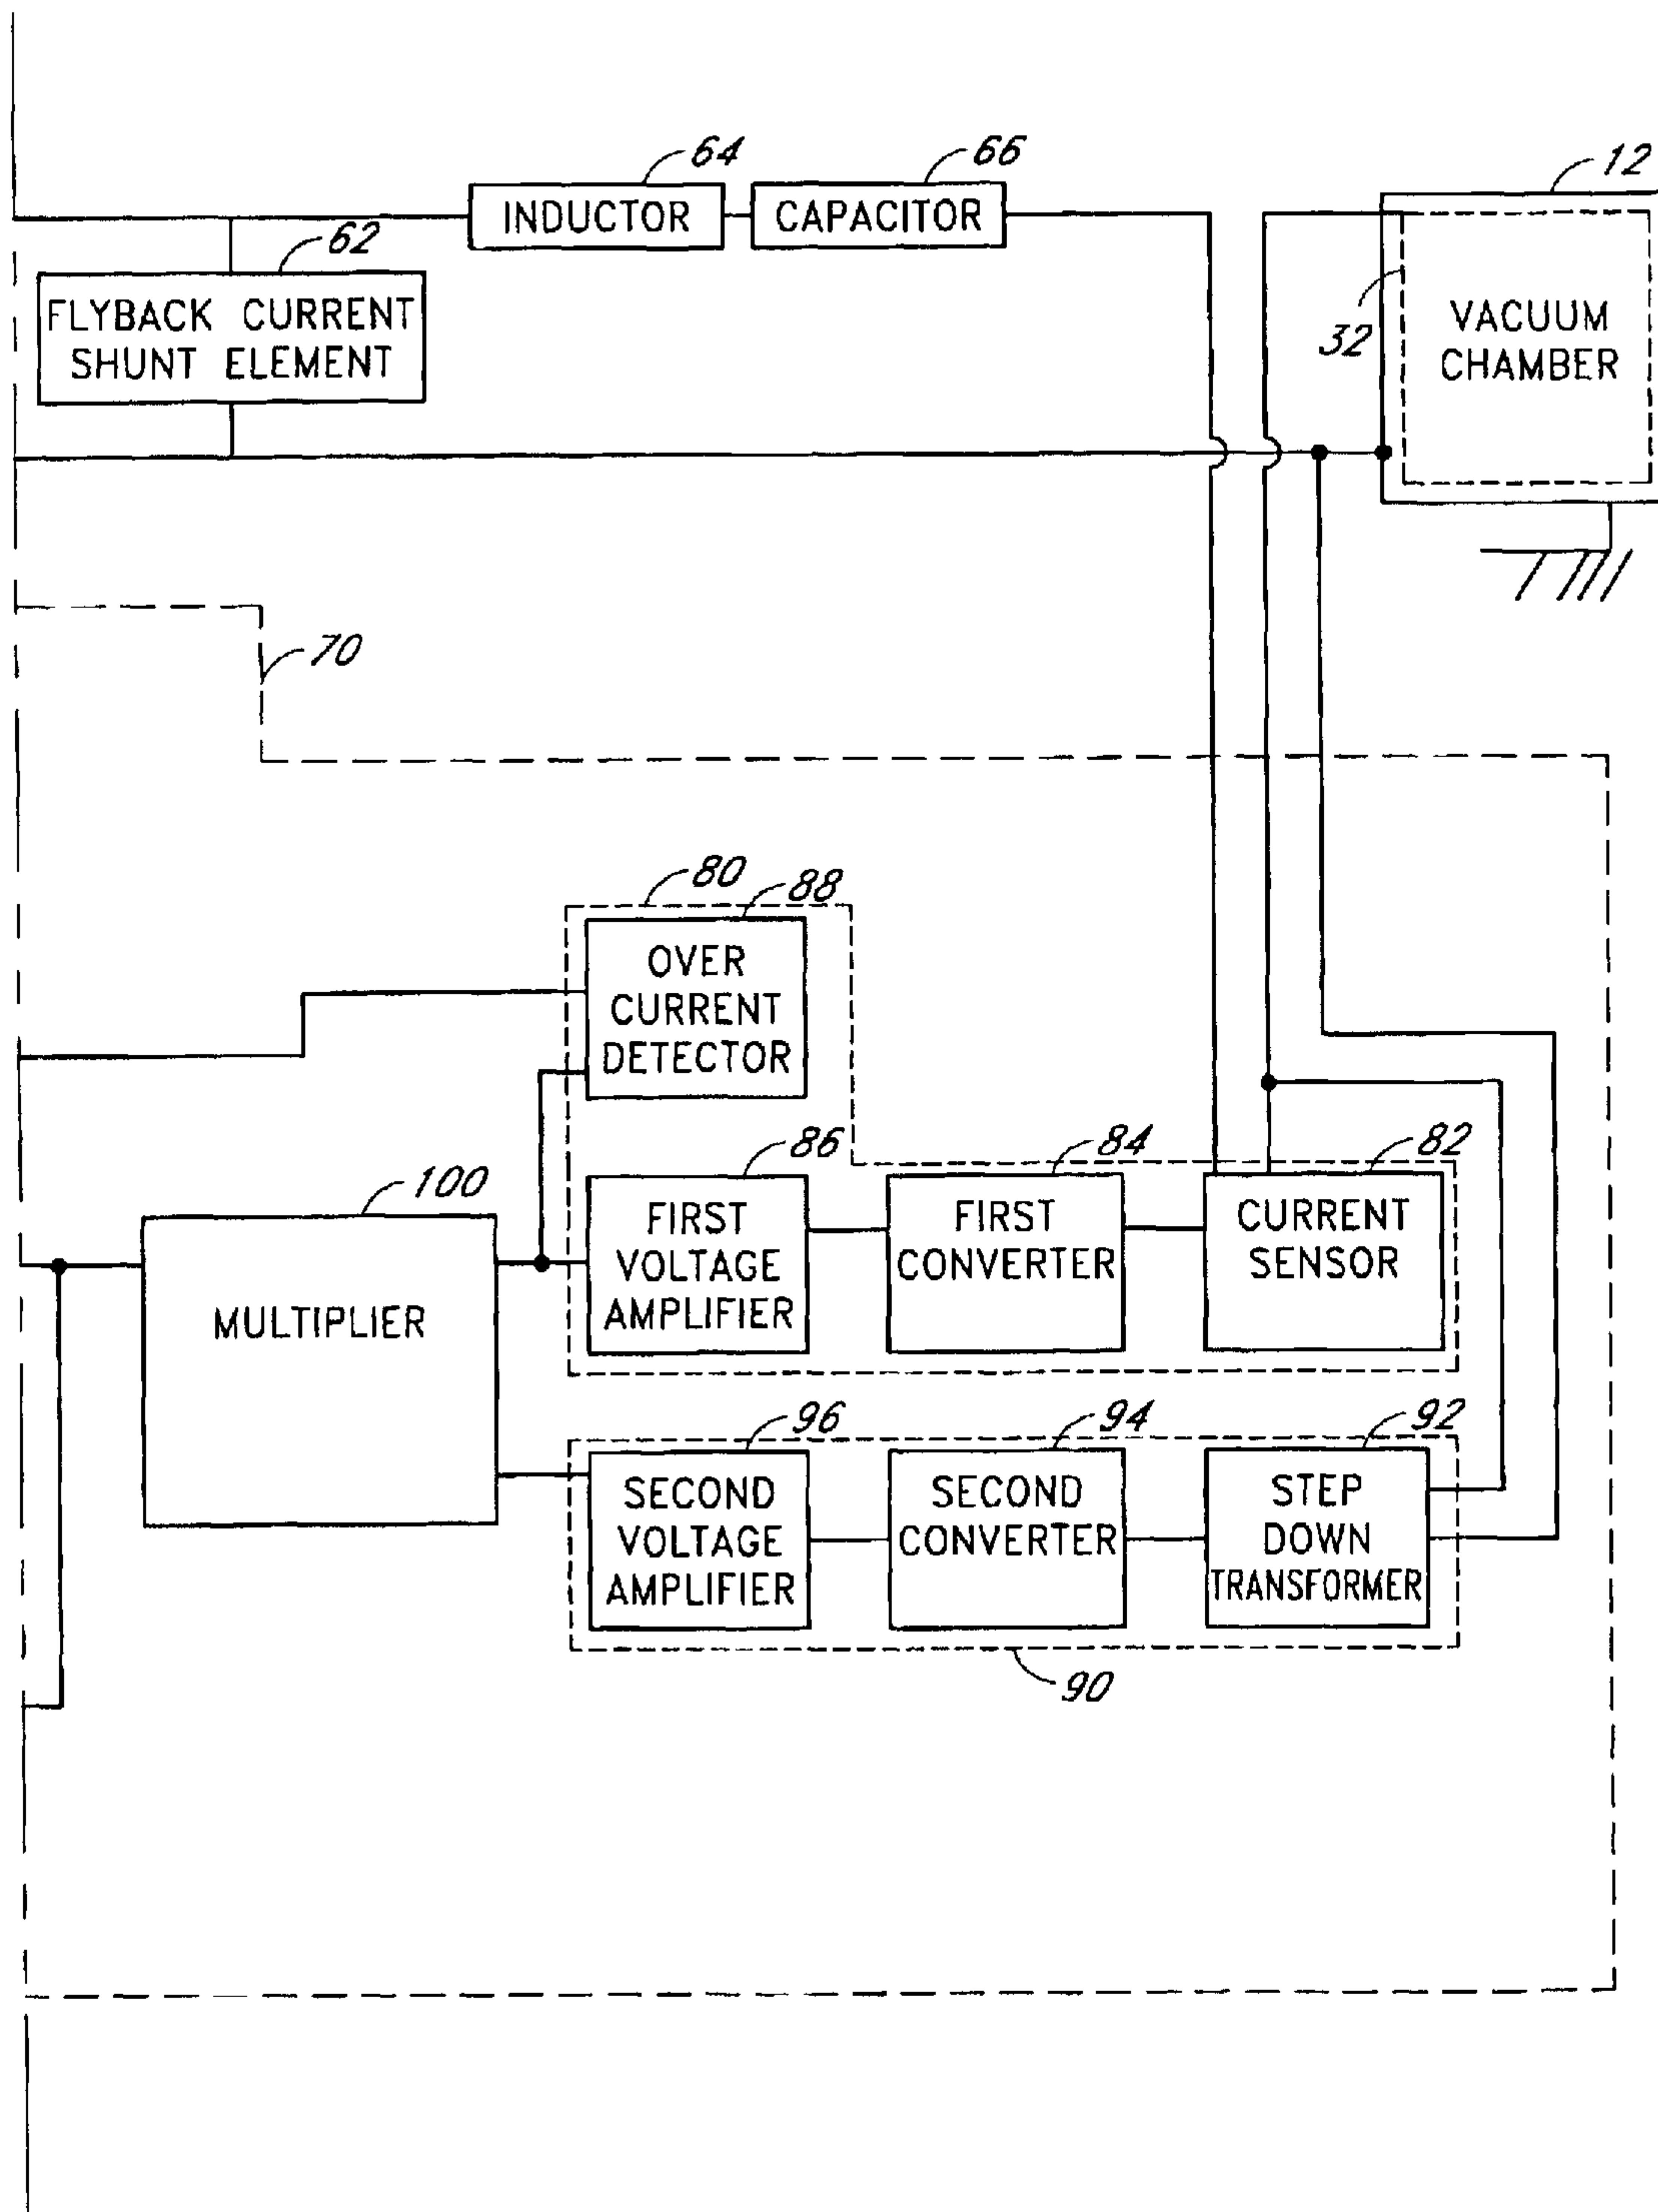 64
66
12
INDUCTOR
CAPACITOR
62
FLYBACK CURRENT
SHUNT ELEMENT
32
VACUUM
CHAMBER
70
80
88
OVER
CURRENT
DETECTOR
86
84
82
100
FIRST
VOLTAGE
AMPLIFIER
FIRST
CONVERTER
CURRENT
SENSOR
MULTIPLIER
96
94
92
SECOND
VOLTAGE
AMPLIFIER
SECOND
CONVERTER
STEP
DOWN
TRANSFORMER
90